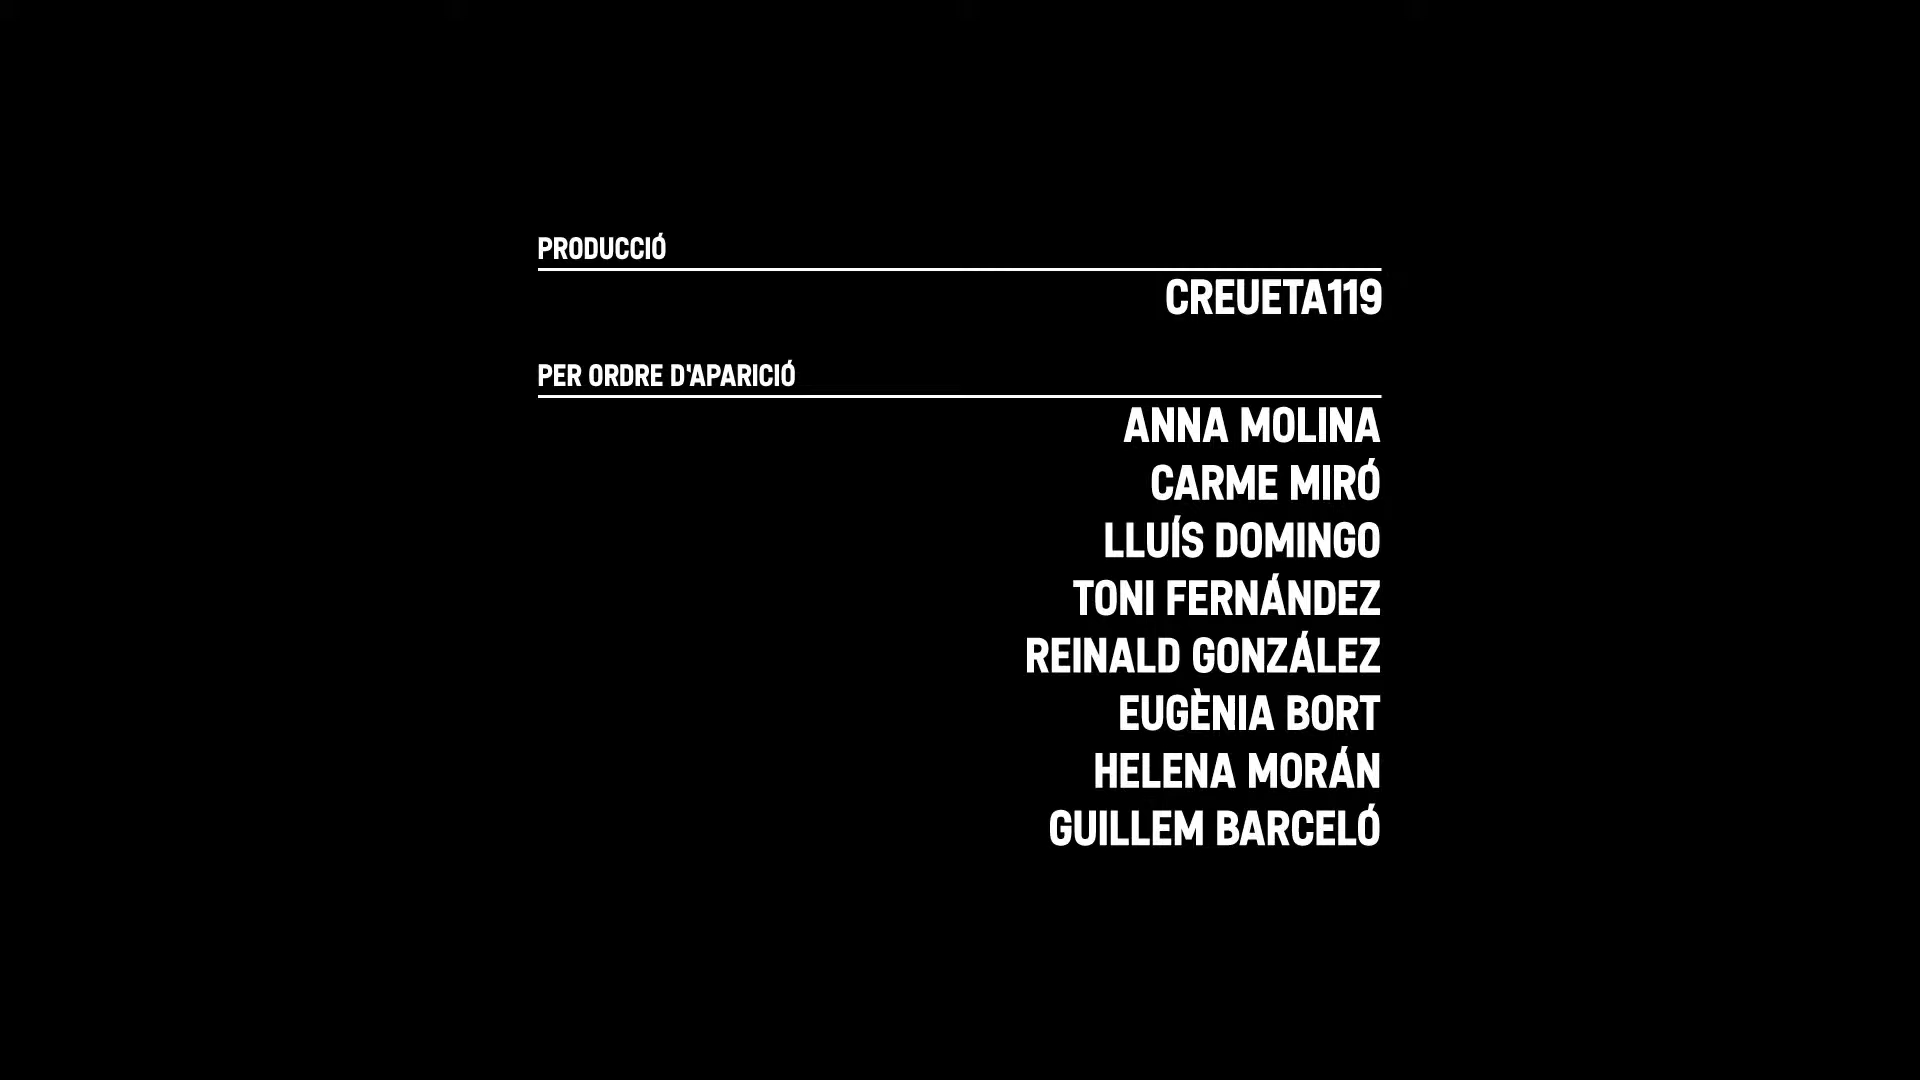 PRODUCCIÓ
CREUETA119
PER ORDRE D'APARICIÓ
ANNA MOLINA
CARME MIRÓ
LLUÍS DOMINGO
TONI FERNÁNDEZ
REINALD GONZÁLEZ
EUGÈNIA BORT
HELENA MORÁN
GUILLEM BARCELÓ